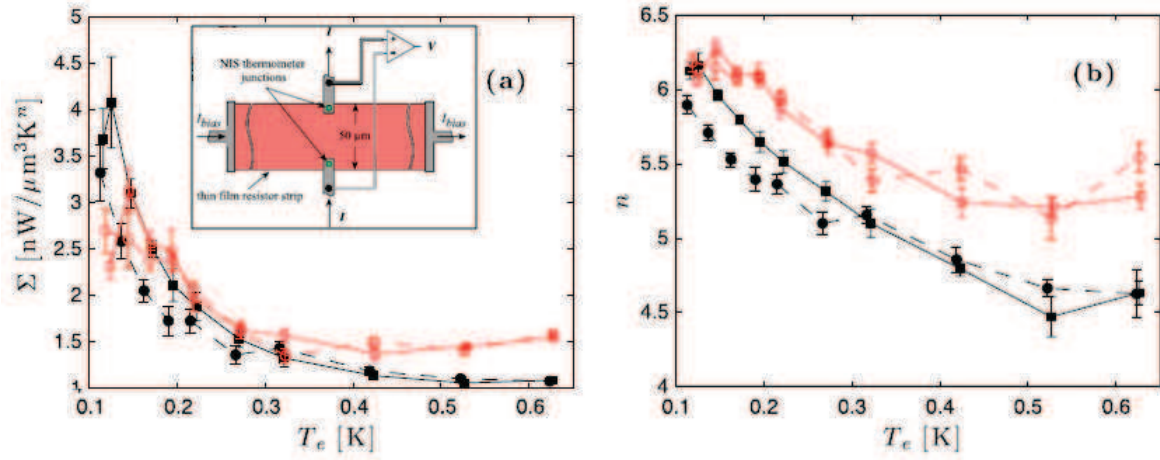 5
4.5
4
3.5
3
2.5
2
1.5
1
0.1 0.2 0.3 0.4 0.5 0.6
T_e [K]
Σ [nW/μm³Kⁿ]
(a)
I
V
NIS thermometer
junctions
I_bias
I_bias
50 μm
thin film resistor strip
I
6.5
6
5.5
5
4.5
4
0.1 0.2 0.3 0.4 0.5 0.6
T_e [K]
n
(b)